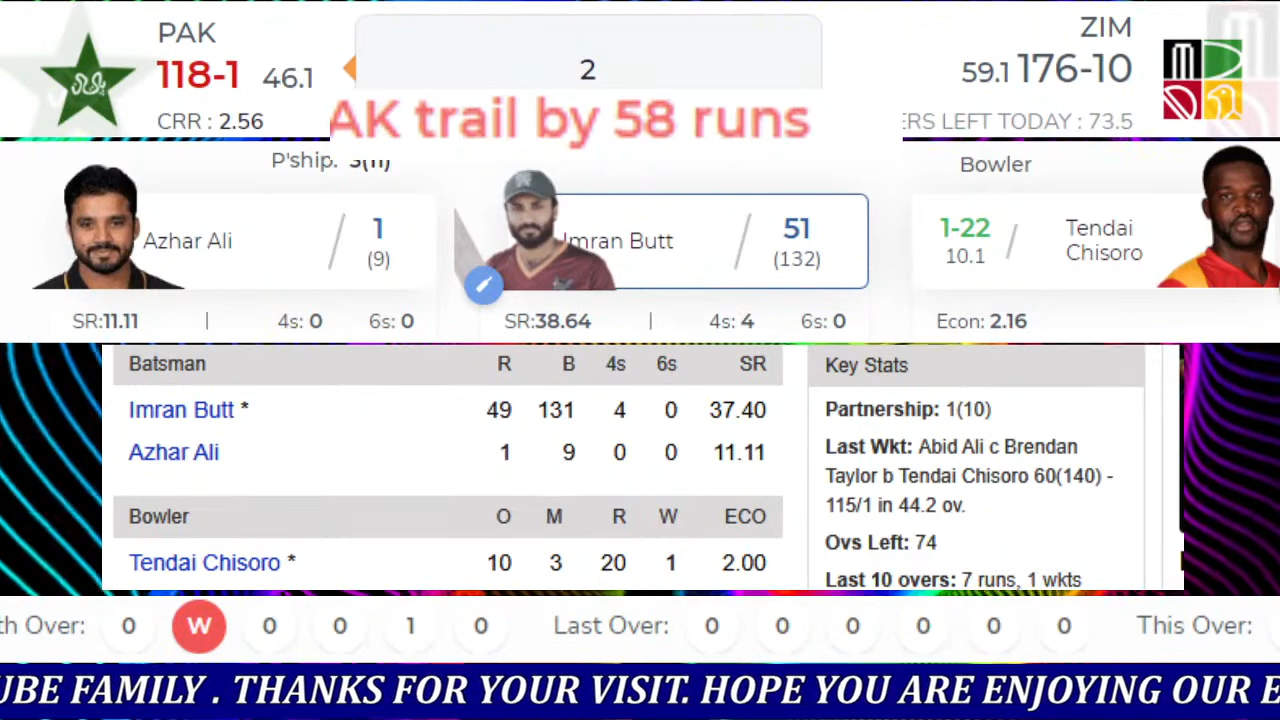 PAK
118-1 46.1
CRR : 2.56
2
AK trail by 58 runs
ZIM
59.1 176-10
ERS LEFT TODAY : 73.5
P'ship. 3(11)
Bowler
Azhar Ali
1
(9)
Imran Butt
51
(132)
1-22
10.1
Tendai
Chisoro
SR:11.11 | 4s: 0 6s: 0
SR:38.64 | 4s: 4 6s: 0
Econ: 2.16
Batsman R B 4s 6s SR
Imran Butt * 49 131 4 0 37.40
Azhar Ali 1 9 0 0 11.11
Bowler O M R W ECO
Tendai Chisoro * 10 3 20 1 2.00
Key Stats
Partnership: 1(10)
Last Wkt: Abid Ali c Brendan
Taylor b Tendai Chisoro 60(140) -
115/1 in 44.2 ov.
Ovs Left: 74
Last 10 overs: 7 runs, 1 wkts
th Over: 0 W 0 0 1 0 Last Over: 0 0 0 0 0 0 This Over:
UBE FAMILY . THANKS FOR YOUR VISIT. HOPE YOU ARE ENJOYING OUR E